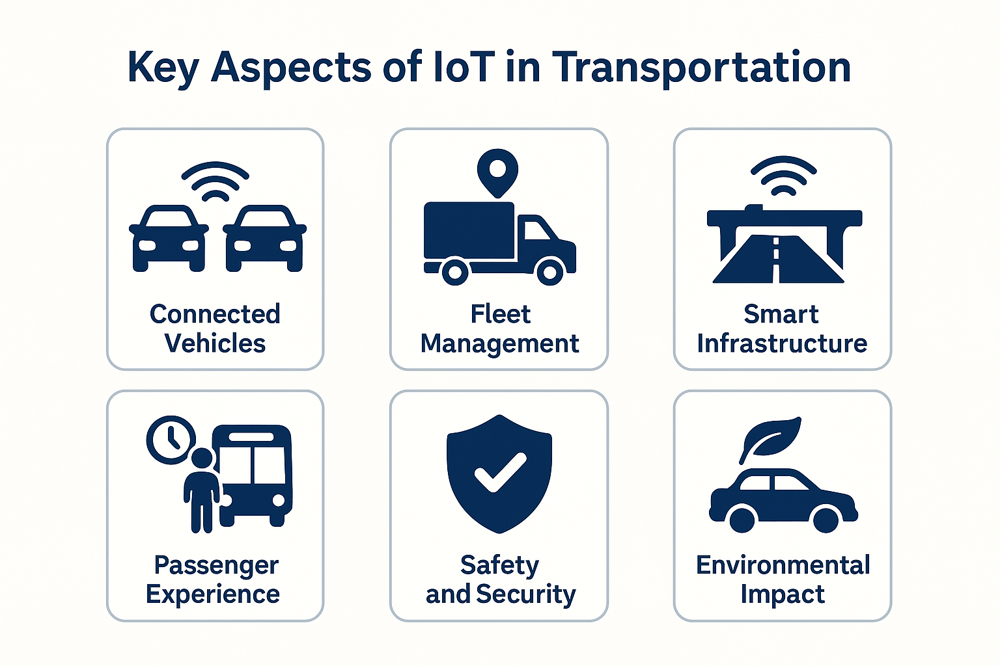 Key Aspects of IoT in Transportation
Connected
Vehicles
Fleet
Management
Smart
Infrastructure
Passenger
Experience
Safety
and Security
Environmental
Impact